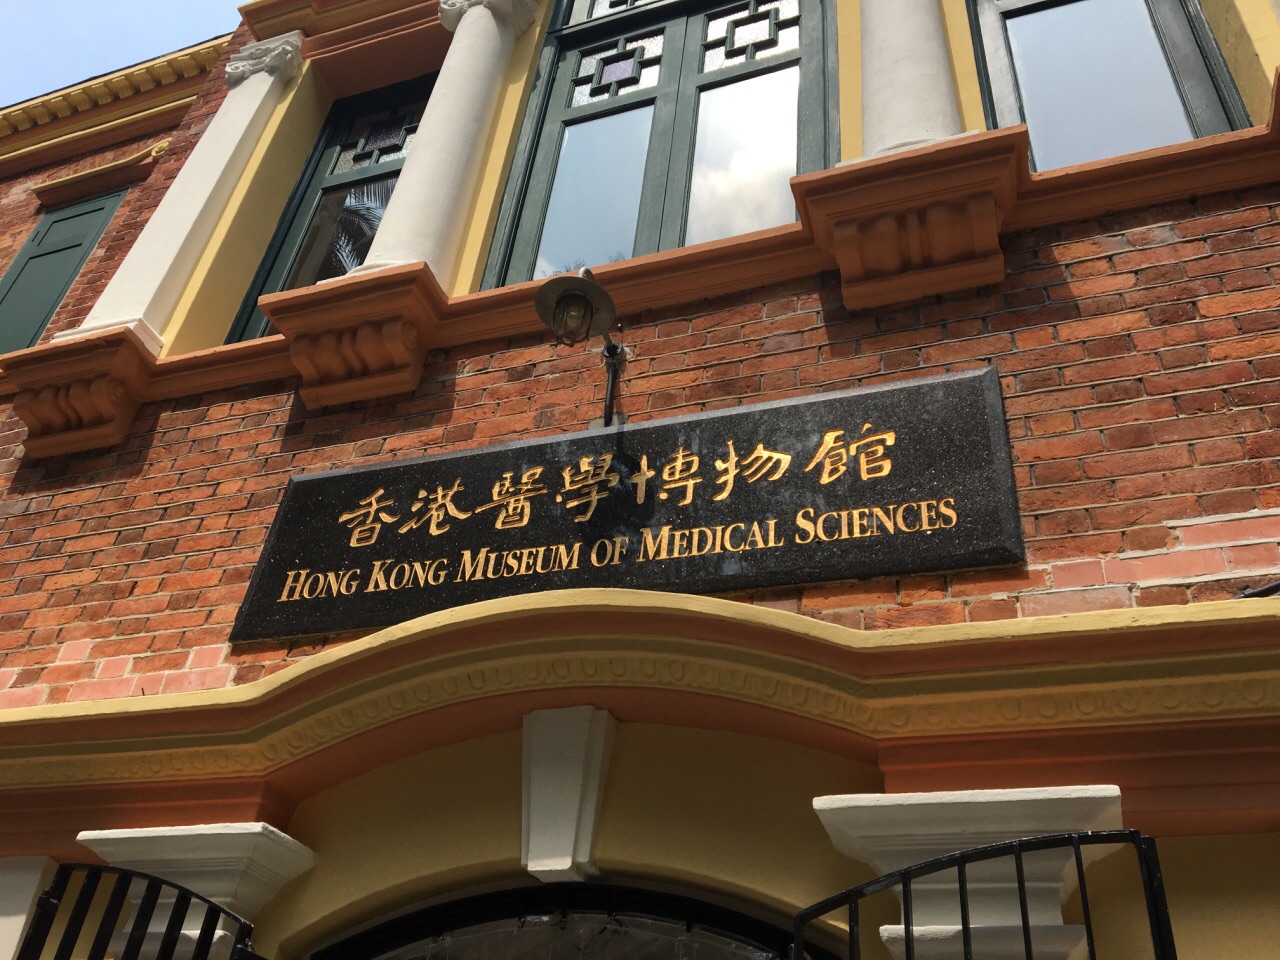 香港醫學博物館
HONG KONG MUSEUM OF MEDICAL SCIENCES